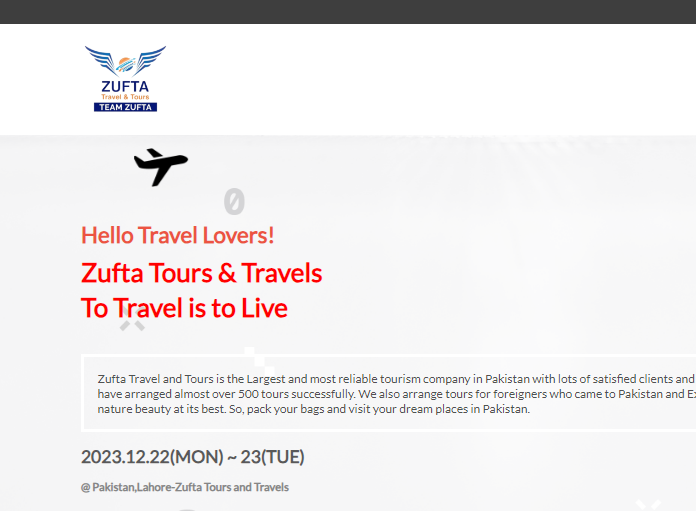 ZUFTA
Travel & Tours
TEAM ZUFTA
0
Hello Travel Lovers!
Zufta Tours & Travels
To Travel is to Live
Zufta Travel and Tours is the Largest and most reliable tourism company in Pakistan with lots of satisfied clients and
have arranged almost over 500 tours successfully. We also arrange tours for foreigners who came to Pakistan and
nature beauty at its best. So, pack your bags and visit your dream places in Pakistan.
2023.12.22(MON) ~ 23(TUE)
@ Pakistan,Lahore-Zufta Tours and Travels